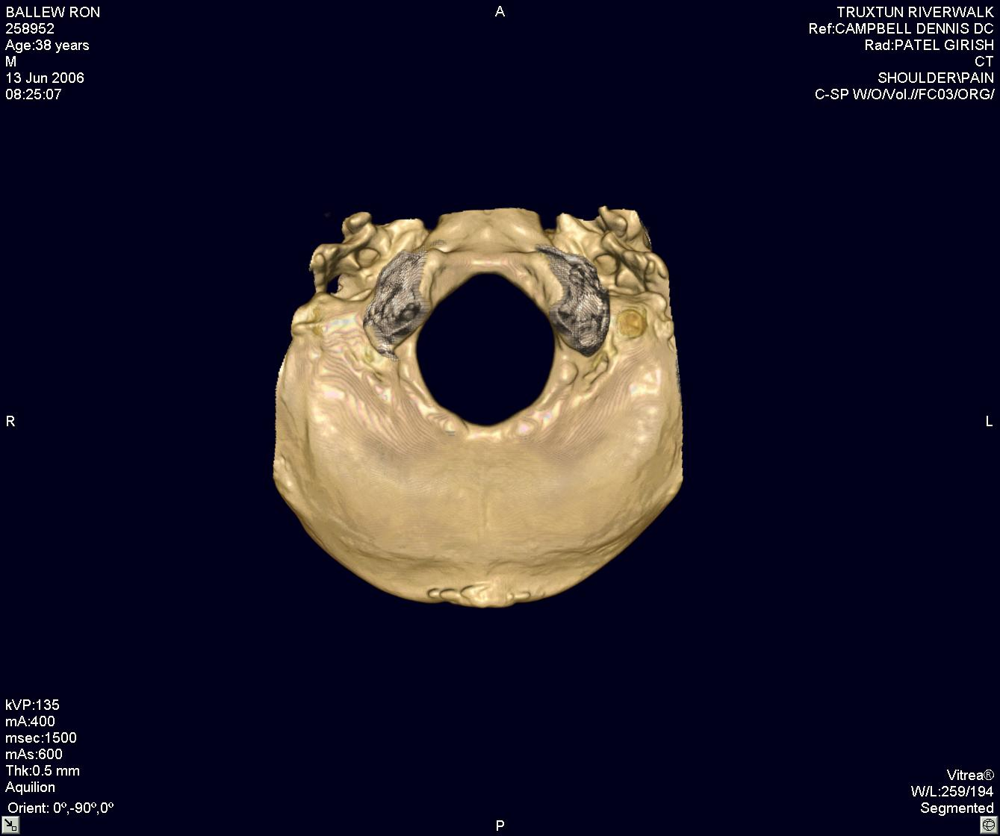 BALLEW RON
258952
Age:38 years
M
13 Jun 2006
08:25:07
A
TRUXTUN RIVERWALK
Ref:CAMPBELL DENNIS DC
Rad:PATEL GIRISH
CT
SHOULDER\PAIN
C-SP W/O/Vol.//FC03/ORG/
R
L
kVP:135
mA:400
msec:1500
mAs:600
Thk:0.5 mm
Aquilion
Orient: 0º,-90º,0º
P
Vitrea®
W/L:259/194
Segmented